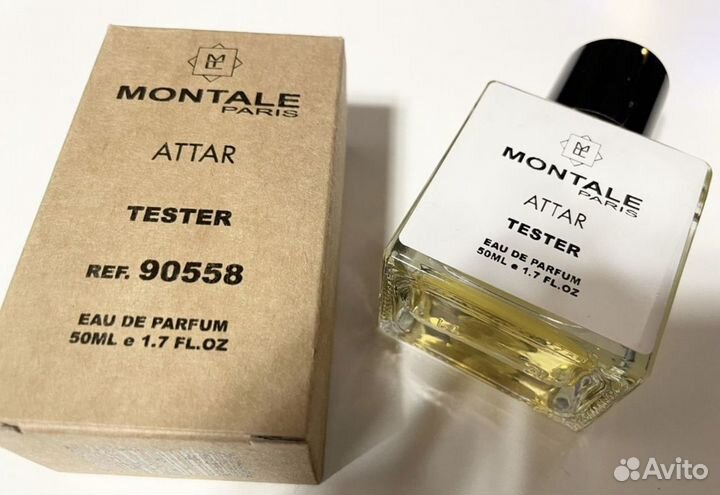 MONTALE
PARIS
ATTAR
TESTER
REF. 90558
EAU DE PARFUM
50ML e 1.7 FL.OZ
MONTALE
PARIS
ATTAR
TESTER
EAU DE PARFUM
50ML e 1.7 FL.OZ
Avito